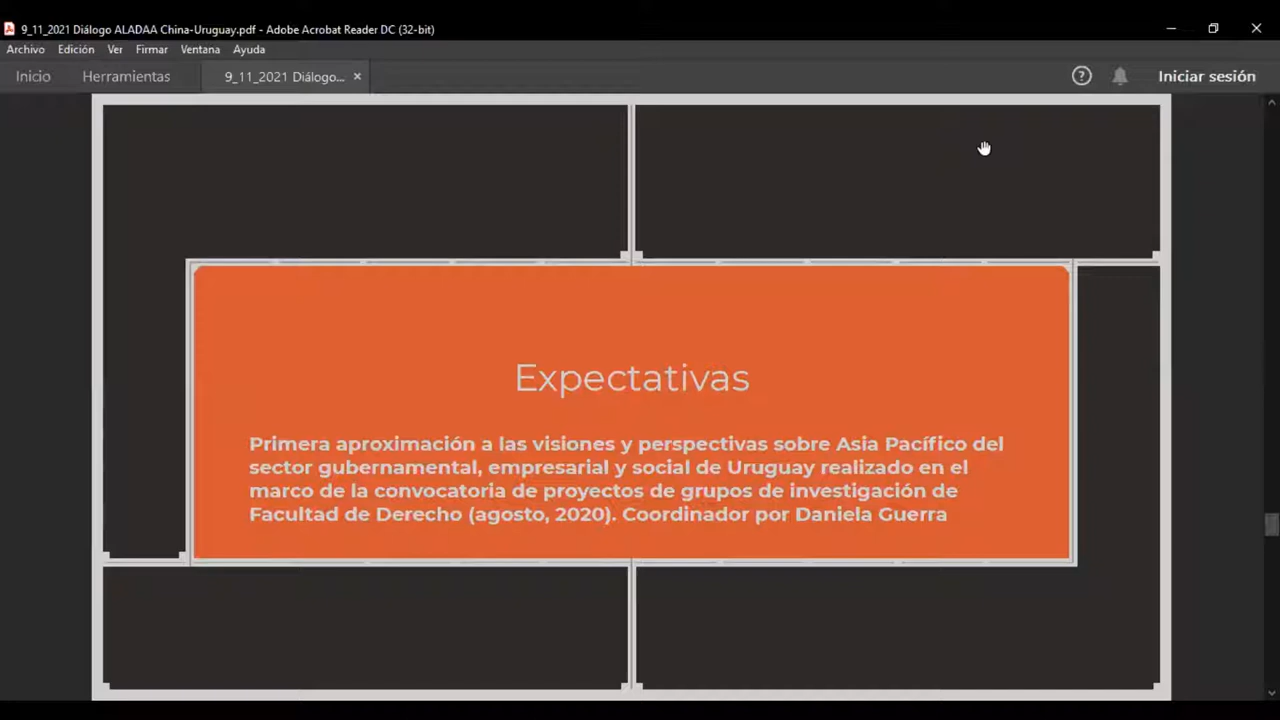 9_11_2021 Diálogo ALADAA China-Uruguay.pdf - Adobe Acrobat Reader DC (32-bit)
Archivo Edición Ver Firmar Ventana Ayuda
Inicio Herramientas 9_11_2021 Diálogo... × Iniciar sesión
Expectativas
Primera aproximación a las visiones y perspectivas sobre Asia Pacífico del
sector gubernamental, empresarial y social de Uruguay realizado en el
marco de la convocatoria de proyectos de grupos de investigación de
Facultad de Derecho (agosto, 2020). Coordinador por Daniela Guerra